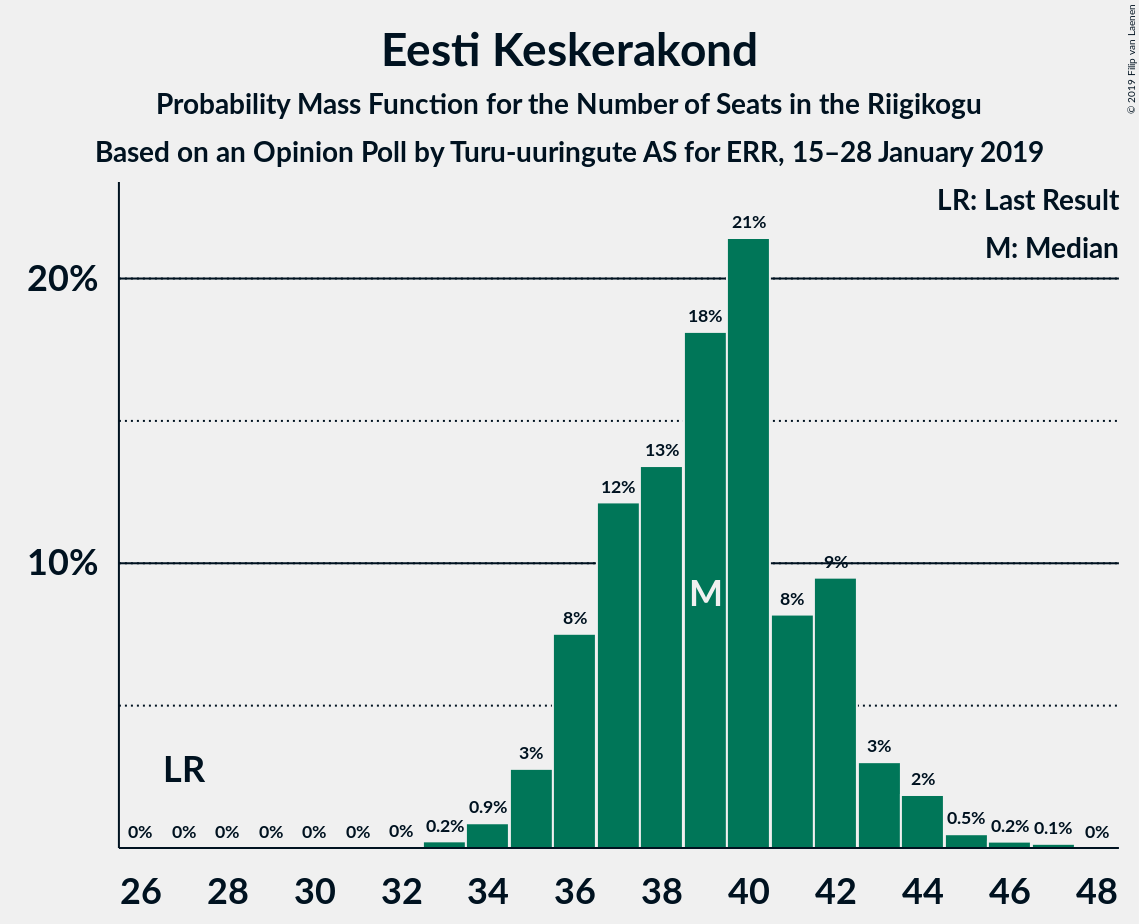 Eesti Keskerakond
Probability Mass Function for the Number of Seats in the Riigikogu
Based on an Opinion Poll by Turu-uuringute AS for ERR, 15–28 January 2019
© 2019 Filip van Laenen
LR: Last Result
M: Median
21%
20%
18%
13%
12%
10%
9%
8%
8%
M
3%
3%
2%
LR
0% 0% 0% 0% 0% 0% 0% 0.2% 0.9% 0.5% 0.2% 0.1% 0%
26 28 30 32 34 36 38 40 42 44 46 48